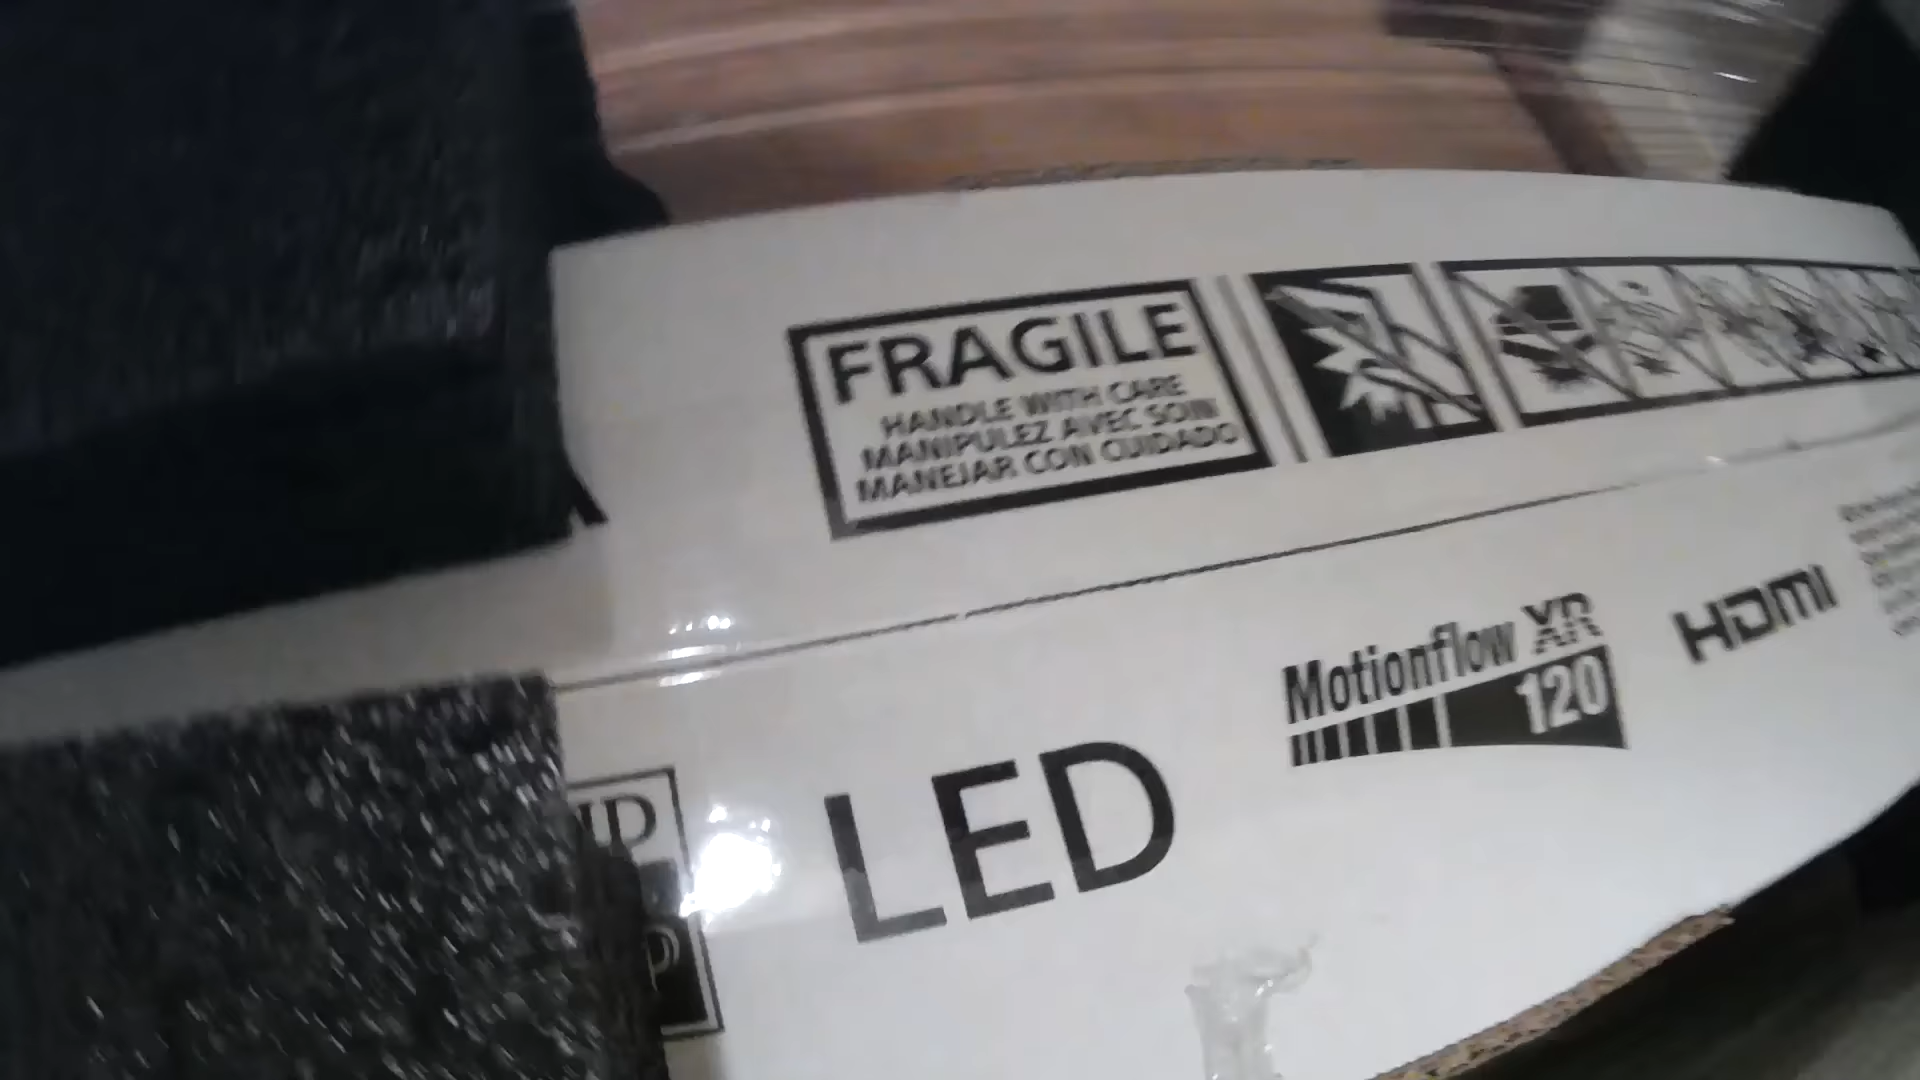 FRAGILE
HANDLE WITH CARE
MANIPULEZ AVEC SOIN
MANEJAR CON CUIDADO
LED
Motionflow XR
120
HDMI